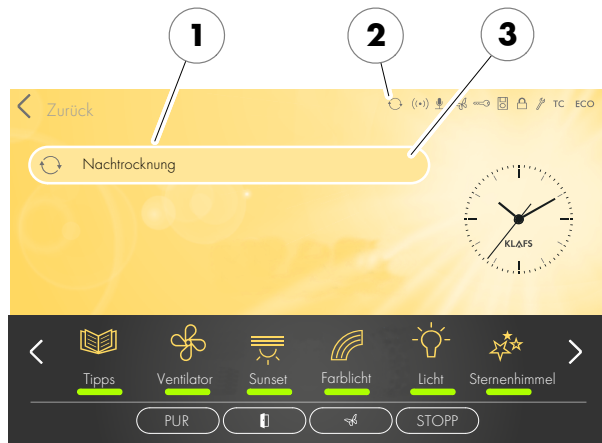 1 2 3
Zurück TC ECO
Nachtrocknung
KLAFS
Tipps Ventilator Sunset Farblicht Licht Sternenhimmel
PUR STOPP